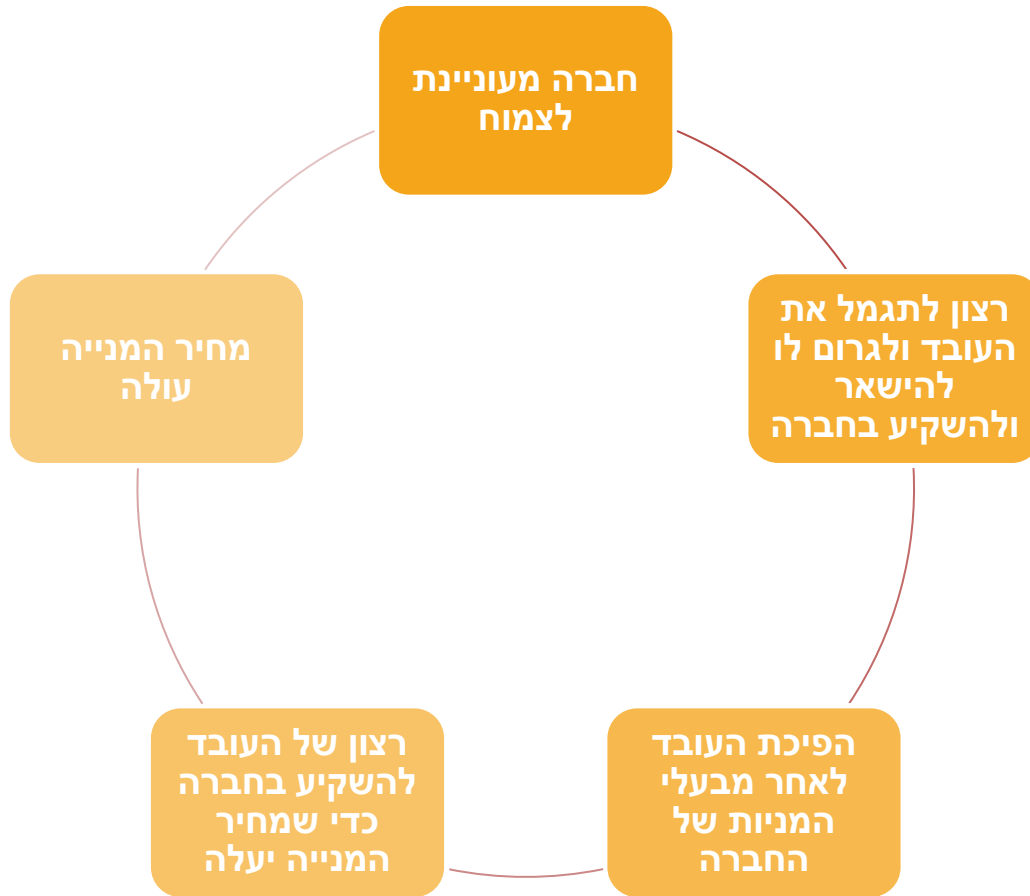 חברה מעוניינת
לצמוח
רצון לתגמל את
העובד ולגרום לו
להישאר
ולהשקיע בחברה
הפיכת העובד
לאחר מבעלי
המניות של
החברה
רצון של העובד
להשקיע בחברה
כדי שמחיר
המנייה יעלה
מחיר המנייה
עולה